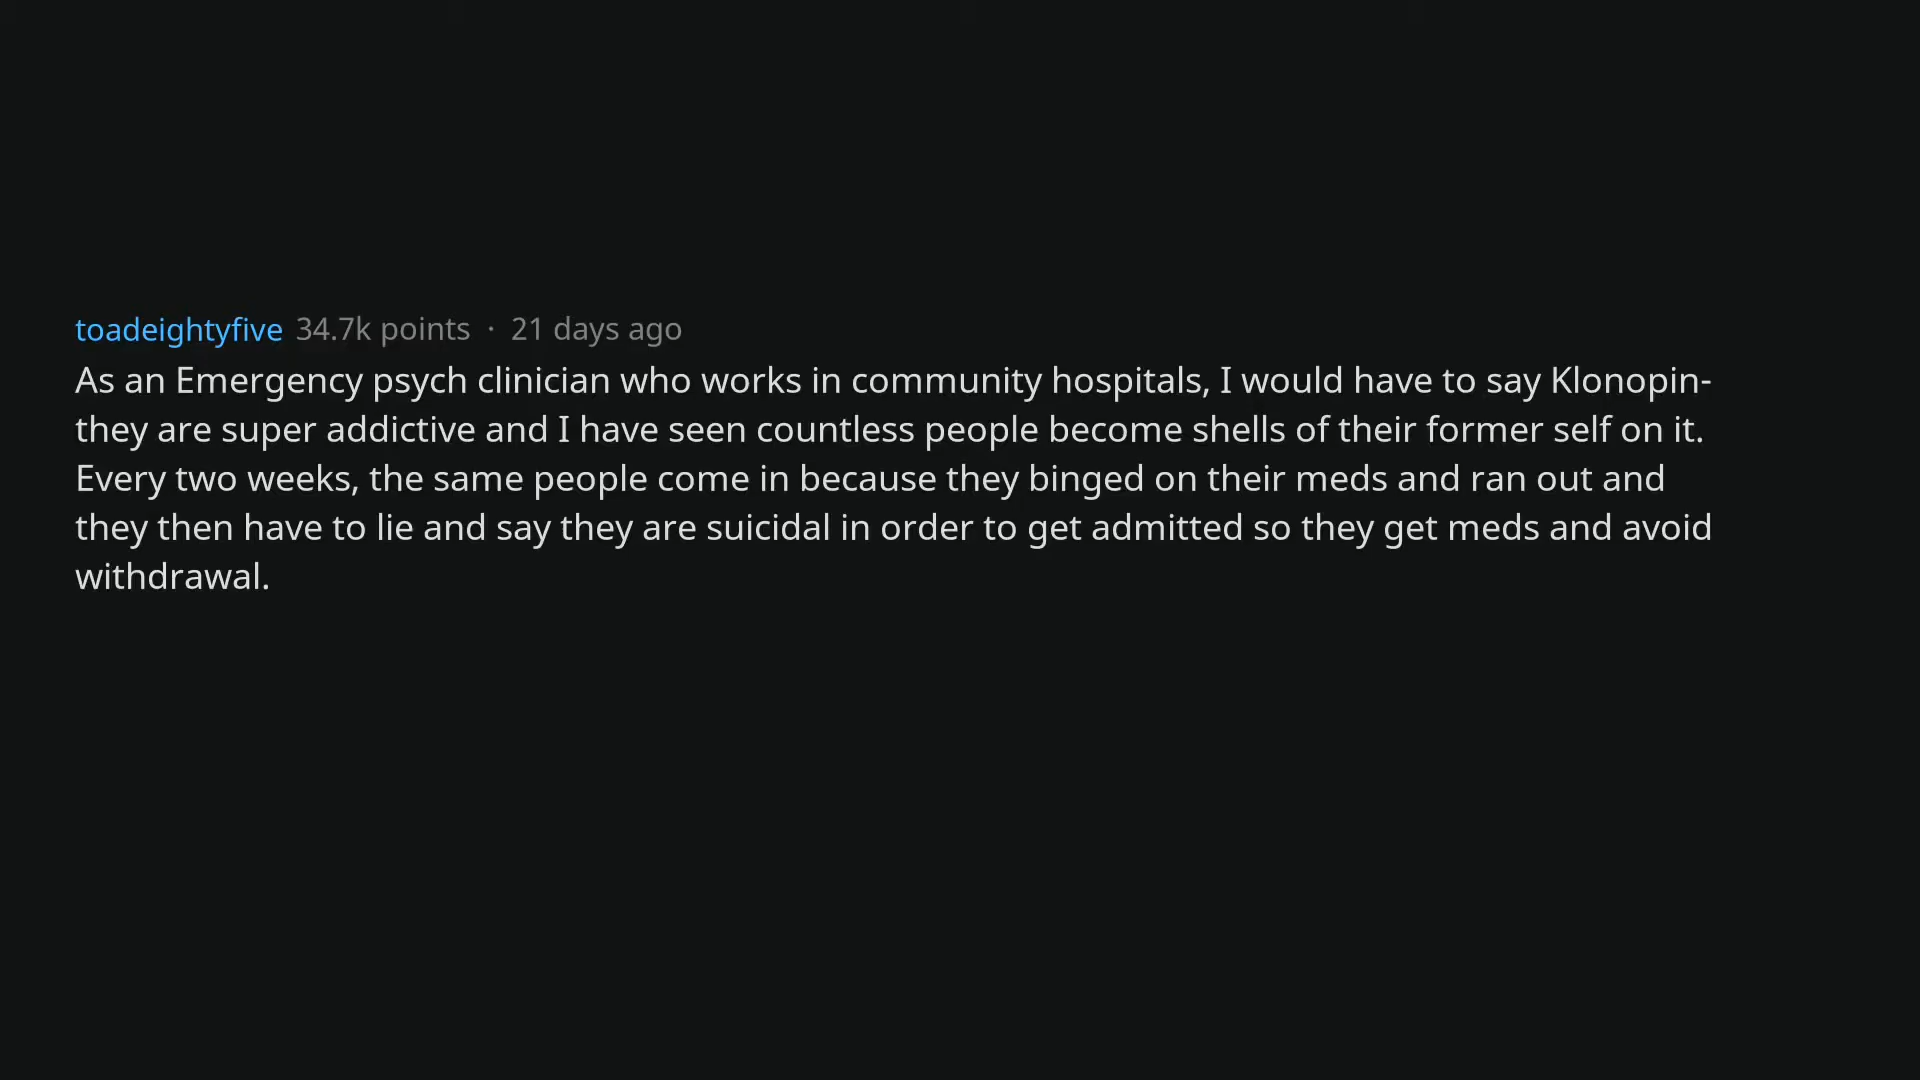 toadeightyfive 34.7k points · 21 days ago
As an Emergency psych clinician who works in community hospitals, I would have to say Klonopin-
they are super addictive and I have seen countless people become shells of their former self on it.
Every two weeks, the same people come in because they binged on their meds and ran out and
they then have to lie and say they are suicidal in order to get admitted so they get meds and avoid
withdrawal.